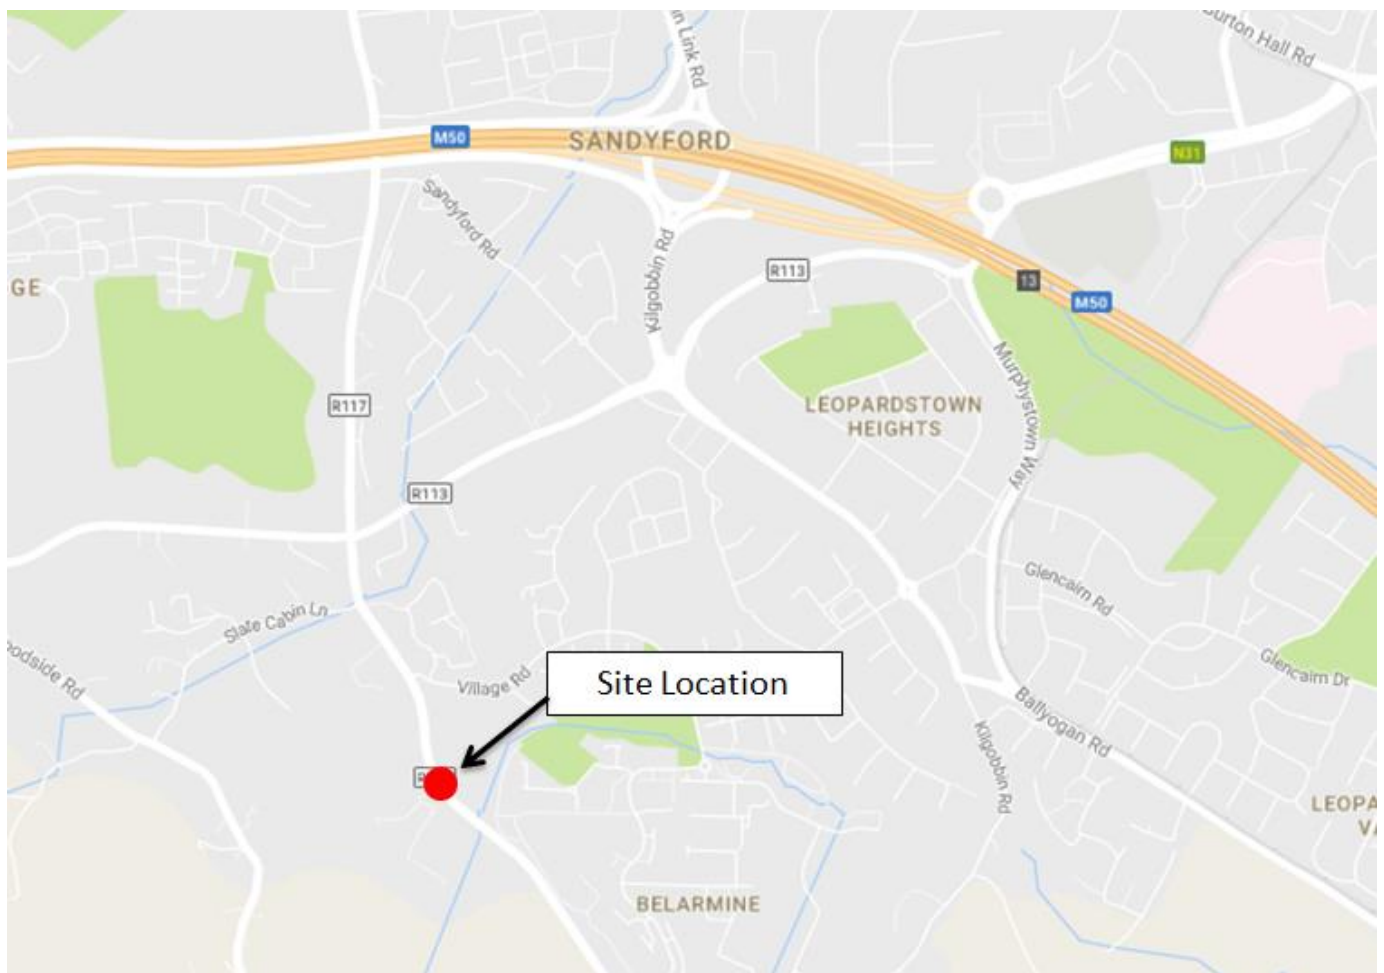 Burton Hall Rd
n Link Rd
M50
SANDYFORD
N31
Sandyford Rd
Kilgobbin Rd
R113
13
M50
GE
Murphystown Way
R117
LEOPARDSTOWN
HEIGHTS
R113
Glencairn Rd
Slate Cabin Ln
oodside Rd
Village Rd
Site Location
Glencairn Dr
Ballyogan Rd
Kilgobbin Rd
R
LEOPA
VA
BELARMINE